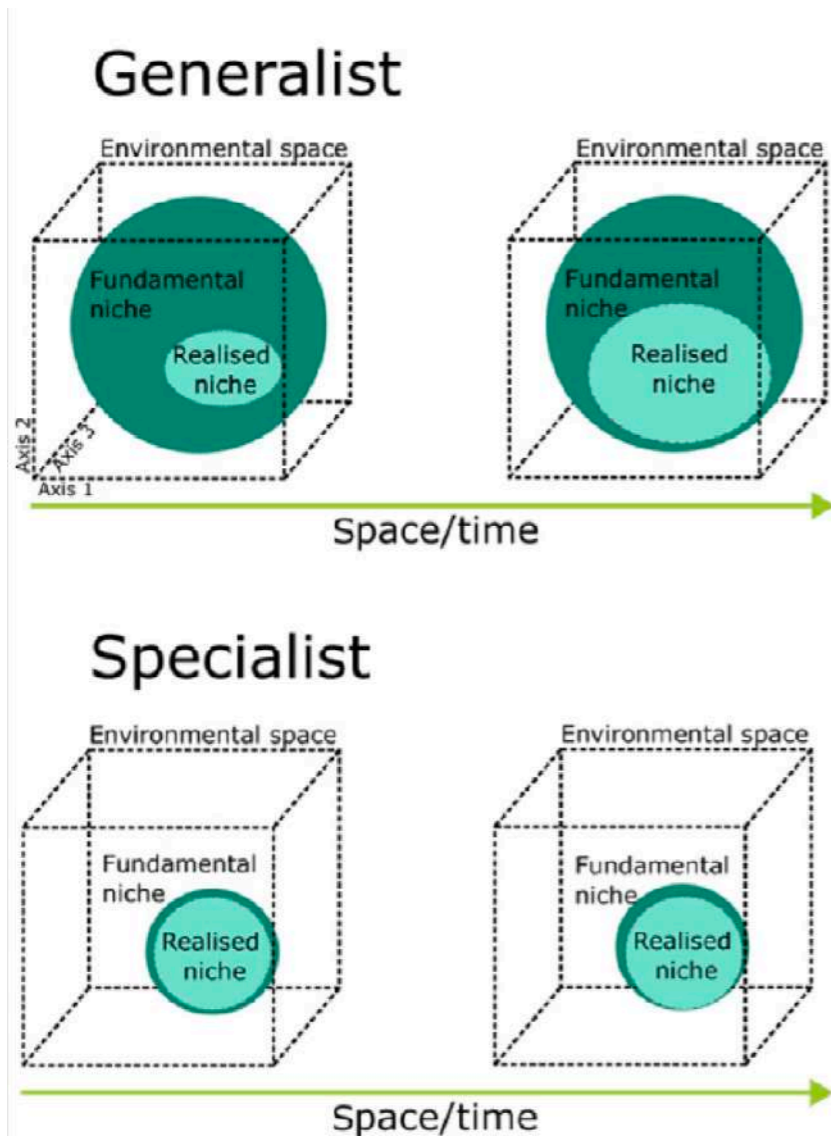 Generalist
Environmental space
Environmental space
Fundamental
niche
Fundamental
niche
Realised
niche
Realised
niche
Axis 2
Axis 3
Axis 1
Space/time
Specialist
Environmental space
Environmental space
Fundamental
niche
Fundamental
niche
Realised
niche
Realised
niche
Space/time